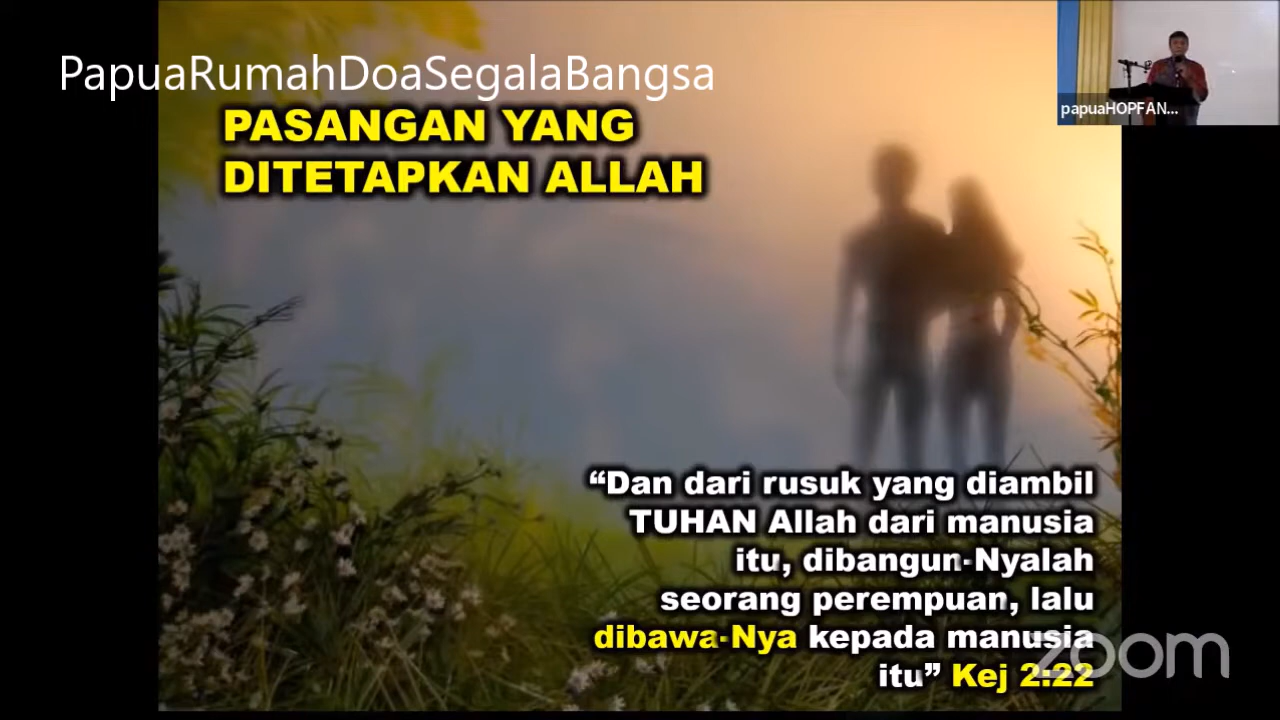 PapuaRumahDoaSegalaBangsa
papuaHOPFAN...
PASANGAN YANG
DITETAPKAN ALLAH
“Dan dari rusuk yang diambil
TUHAN Allah dari manusia
itu, dibangun-Nyalah
seorang perempuan, lalu
dibawa-Nya kepada manusia
itu” Kej 2:22
zoom